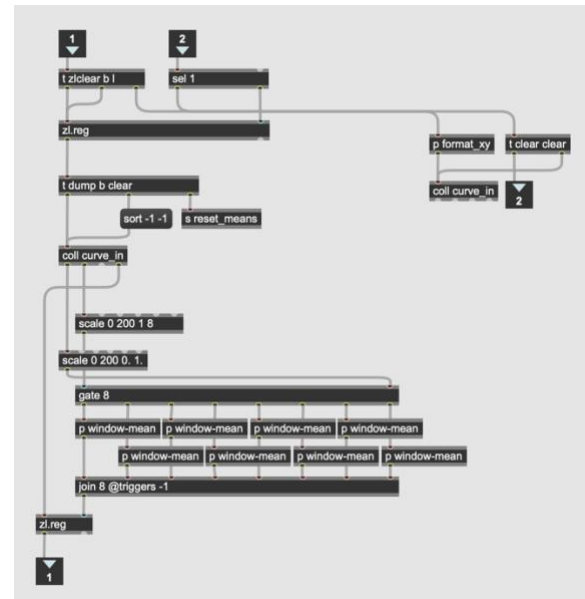 1
2
t zlclear b l
sel 1
zl.reg
p format_xy
t clear clear
t dump b clear
coll curve_in
2
sort -1 -1
s reset_means
coll curve_in
scale 0 200 1 8
scale 0 200 0. 1.
gate 8
p window-mean
p window-mean
p window-mean
p window-mean
p window-mean
p window-mean
p window-mean
p window-mean
join 8 @triggers -1
zl.reg
1